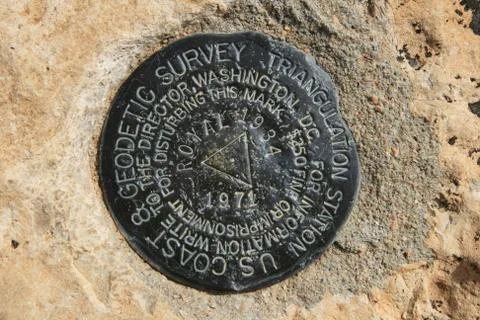 U.S. COAST & GEODETIC SURVEY TRIANGULATION STATION
FOR INFORMATION WRITE TO THE DIRECTOR, WASHINGTON, D.C.
$250 FINE OR IMPRISONMENT FOR DISTURBING THIS MARK.
1934
1971